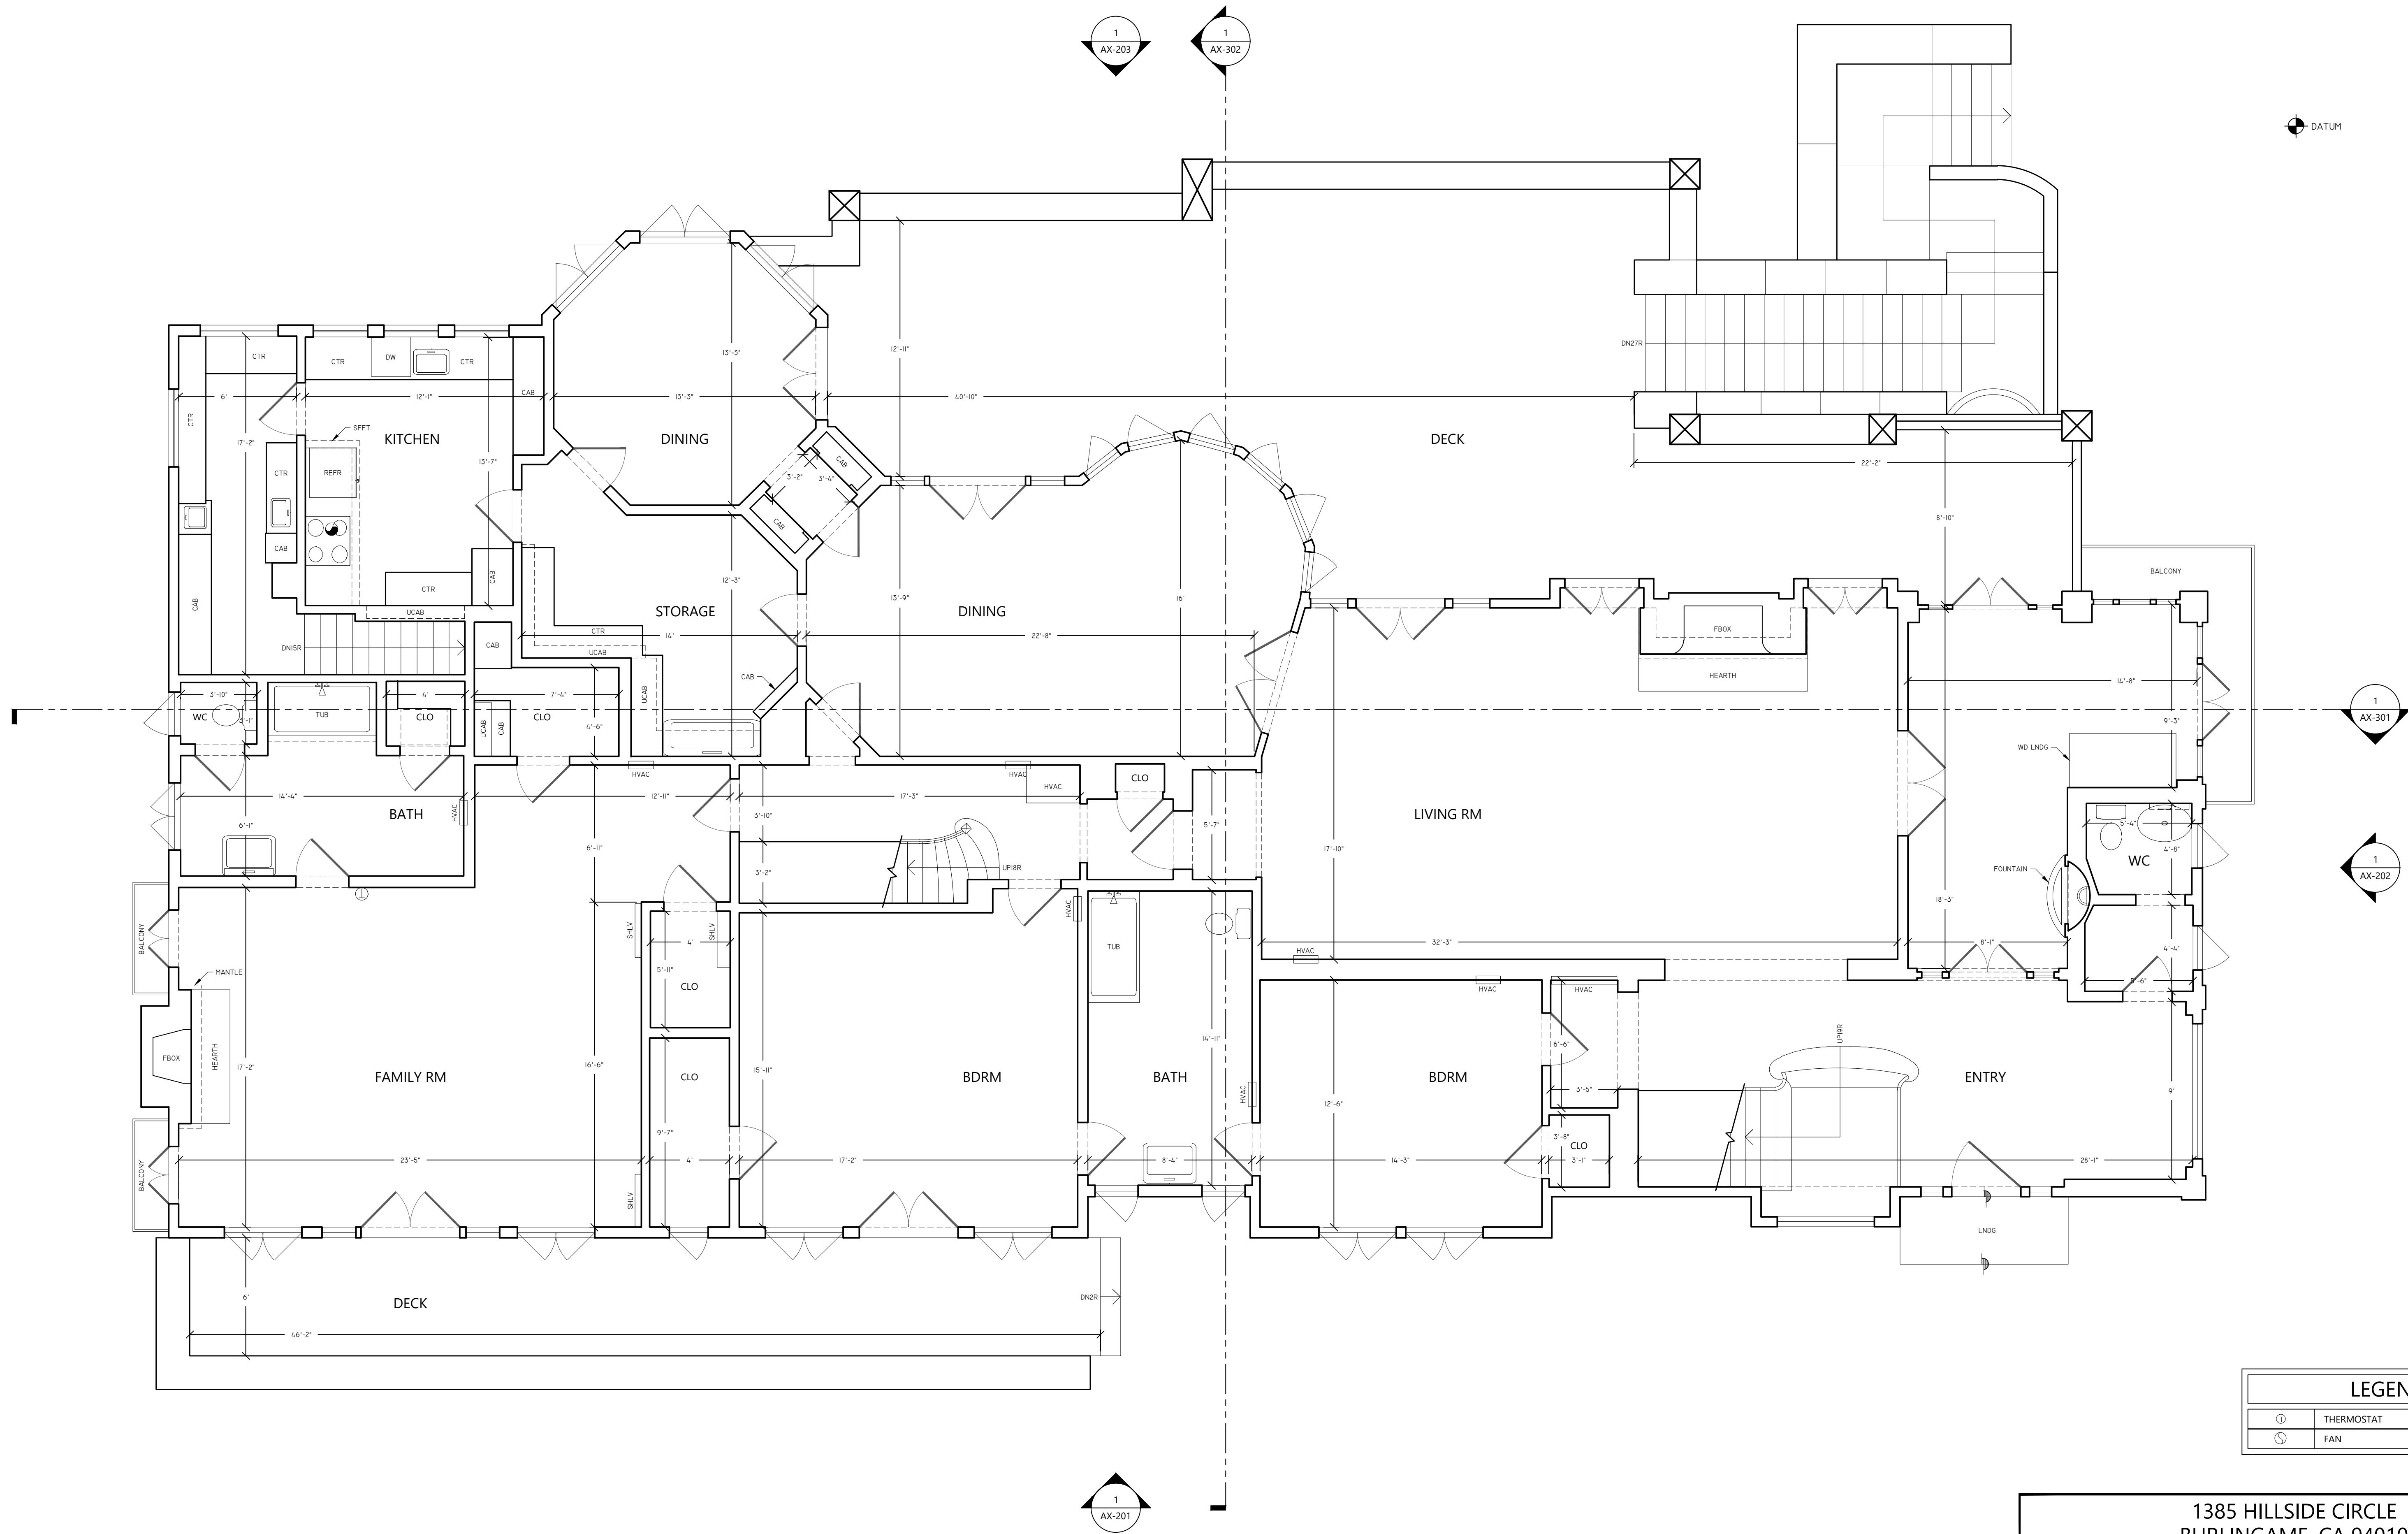 1
AX-203
1
AX-302
DATUM
DN27R
12'-11"
13'-3"
CTR
CTR
DW
CTR
CAB
6'
12'-1"
13'-3"
40'-10"
CTR
SFFT
17'-2"
KITCHEN
DINING
DECK
13'-7"
CTR
REFR
3'-2"
3'-4"
CAB
22'-2"
CAB
8'-10"
CAB
CAB
CTR
CAB
UCAB
BALCONY
12'-3"
13'-9"
16'
STORAGE
DINING
CTR
14'
22'-8"
FBOX
DN15R
CAB
UCAB
HEARTH
CAB
UCAB
3'-10"
4'
7'-4"
14'-8"
WC
3'-1"
TUB
CLO
UCAB
CAB
CLO
4'-6"
9'-3"
1
AX-301
WD LNDG
HVAC
HVAC
HVAC
CLO
14'-4"
12'-11"
17'-3"
BATH
HVAC
3'-10"
6'-1"
5'-7"
LIVING RM
5'-4"
6'-11"
17'-10"
4'-8"
WC
3'-2"
UP18R
FOUNTAIN
1
AX-202
18'-3"
BALCONY
SHLV
SHLV
HVAC
TUB
4'
32'-3"
8'-1"
4'-4"
HVAC
MANTLE
5'-11"
CLO
HVAC
HVAC
5'-6"
FBOX
HEARTH
17'-2"
16'-6"
15'-11"
14'-11"
6'-6"
UP19R
FAMILY RM
CLO
BDRM
BATH
BDRM
ENTRY
HVAC
12'-6"
3'-5"
9'
9'-7"
3'-8"
CLO
BALCONY
23'-5"
4'
17'-2"
8'-4"
14'-3"
3'-1"
28'-1"
SHLV
LNDG
6'
DECK
DN2R
46'-2"
THERMOSTAT
FAN
1
AX-201
1385 HILLSIDE CIRCLE